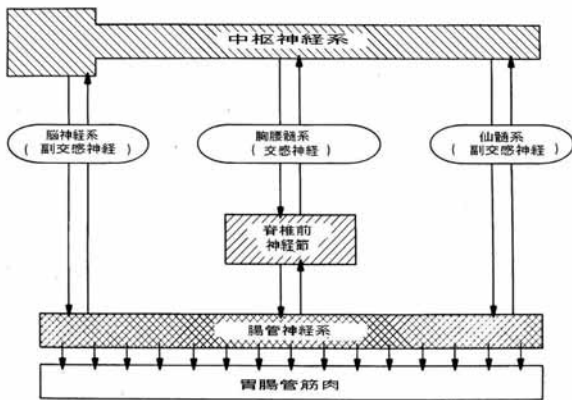 中枢神経系
脳神経系
(副交感神経)
胸腰髄系
(交感神経)
仙髄系
(副交感神経)
脊椎前
神経節
腸管神経系
胃腸管筋肉